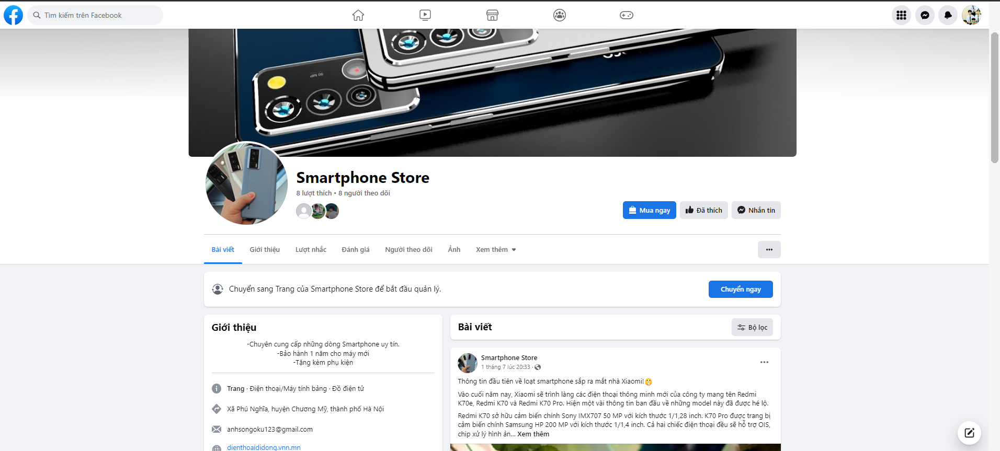 Tìm kiếm trên Facebook
50 MP
Smartphone Store
8 lượt thích • 8 người theo dõi
Mua ngay
Đã thích
Nhắn tin
Bài viết
Giới thiệu
Lượt nhắc
Đánh giá
Người theo dõi
Ảnh
Xem thêm
Chuyển sang Trang của Smartphone Store để bắt đầu quản lý.
Chuyển ngay
Giới thiệu
-Chuyên cung cấp những dòng Smartphone uy tín.
-Bảo hành 1 năm cho máy mới
-Tặng kèm phụ kiện
Trang · Điện thoại/Máy tính bảng · Đồ điện tử
Xã Phú Nghĩa, huyện Chương Mỹ, thành phố Hà Nội
anhsongoku123@gmail.com
dienthoaididong.vnn.mn
Bài viết
Bộ lọc
Smartphone Store
1 tháng 7 lúc 20:33 ·
Thông tin đầu tiên về loạt smartphone sắp ra mắt nhà Xiaomi!🤫
Vào cuối năm nay, Xiaomi sẽ trình làng các điện thoại thông minh mới của công ty mang tên Redmi
K70e, Redmi K70 và Redmi K70 Pro. Hiện một vài thông tin ban đầu về những model này đã được hé lộ.
Redmi K70 sở hữu cảm biến chính Sony IMX707 50 MP với kích thước 1/1,28 inch. K70 Pro được trang bị
cảm biến chính Samsung HP 200 MP với kích thước 1/1,4 inch. Cả hai chiếc điện thoại đều sẽ hỗ trợ OIS,
chip xử lý hình ản... Xem thêm